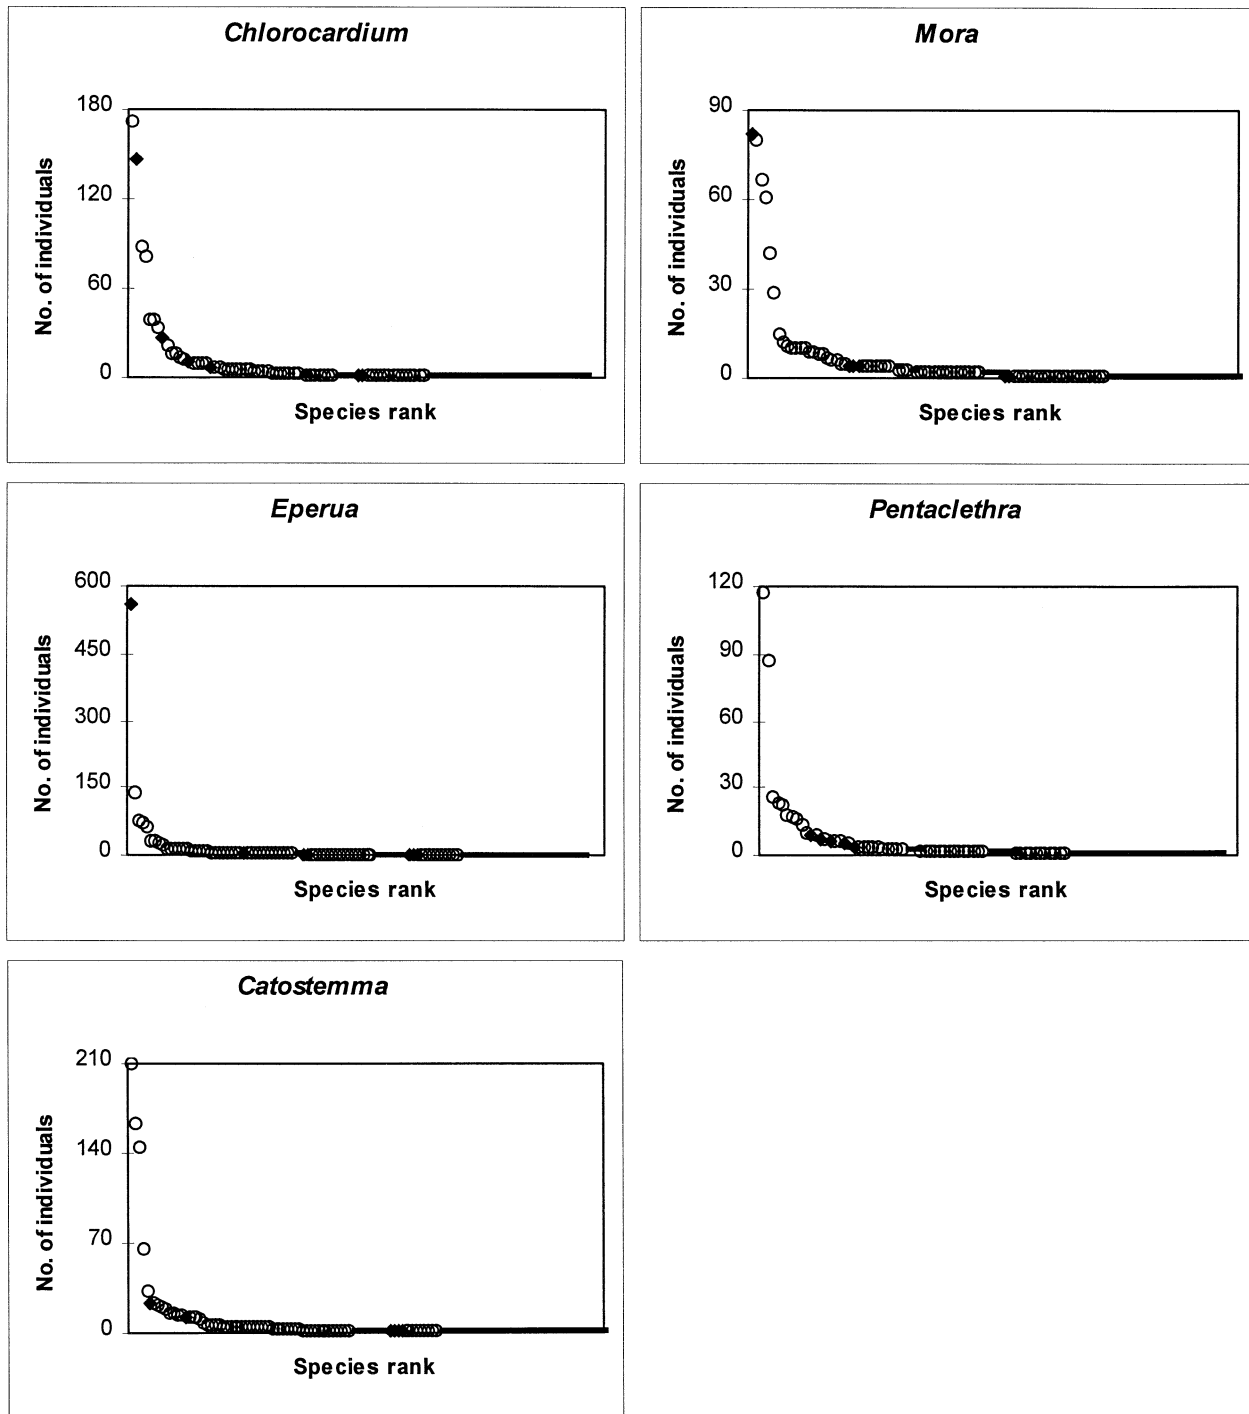 Chlorocardium
No. of individuals
180
120
60
0
Species rank
Mora
No. of individuals
90
60
30
0
Species rank
Eperua
No. of individuals
600
450
300
150
0
Species rank
Pentaclethra
No. of individuals
120
90
60
30
0
Species rank
Catostemma
No. of individuals
210
140
70
0
Species rank